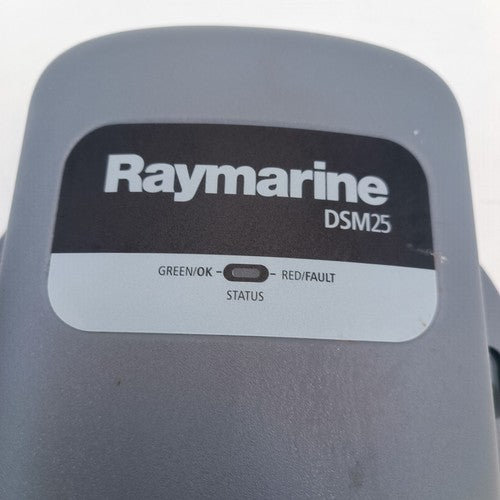 Raymarine
DSM25
GREEN/OK - - RED/FAULT
STATUS